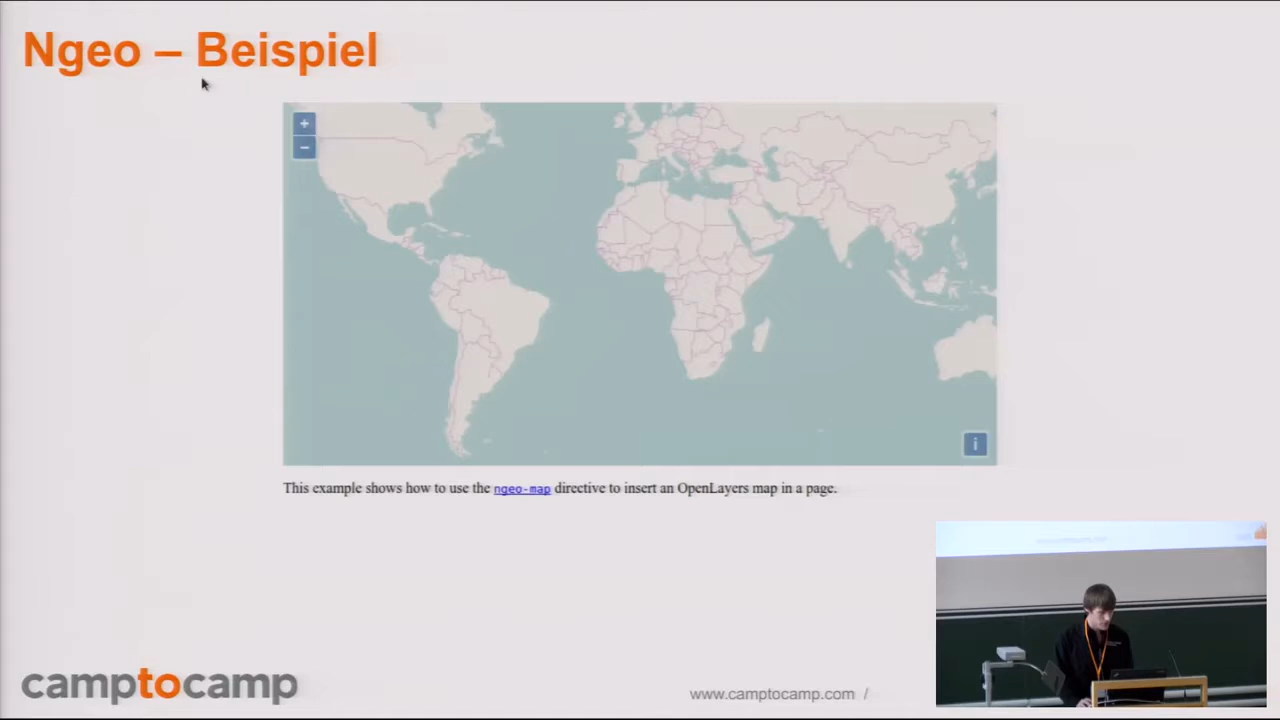 Ngeo – Beispiel
+
–
i
This example shows how to use the ngeo-map directive to insert an OpenLayers map in a page.
camptocamp
www.camptocamp.com /